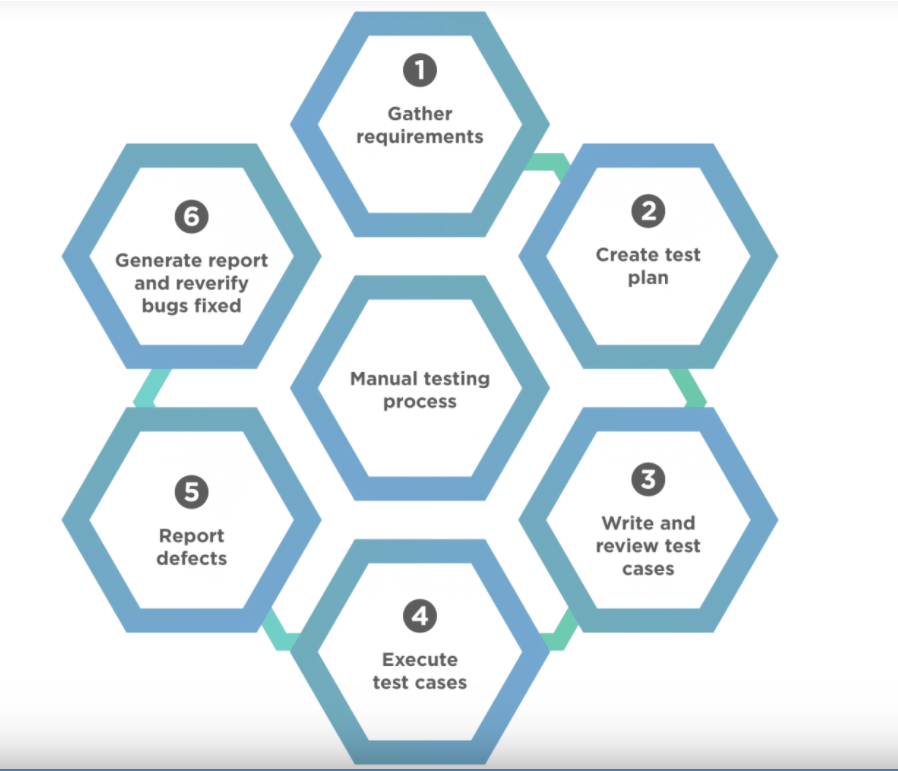 1
Gather
requirements
2
Create test
plan
3
Write and
review test
cases
4
Execute
test cases
5
Report
defects
6
Generate report
and reverify
bugs fixed
Manual testing
process